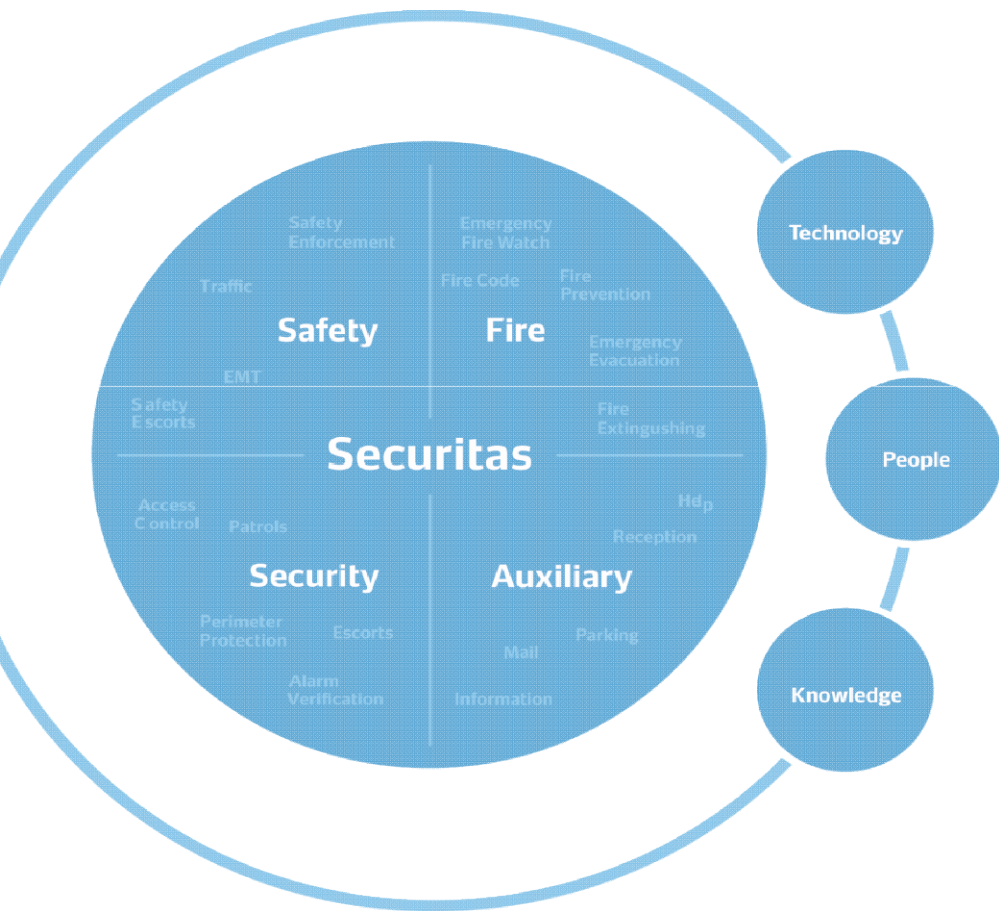 Safety
Enforcement
Traffic
Safety
EMT
Safety
Escorts
Emergency
Fire Watch
Fire Code
Fire
Prevention
Fire
Emergency
Evacuation
Fire
Extingushing
Securitas
Access
Control
Patrols
Security
Perimeter
Protection
Escorts
Alarm
Verification
Hdp
Reception
Auxiliary
Parking
Mail
Information
Technology
People
Knowledge